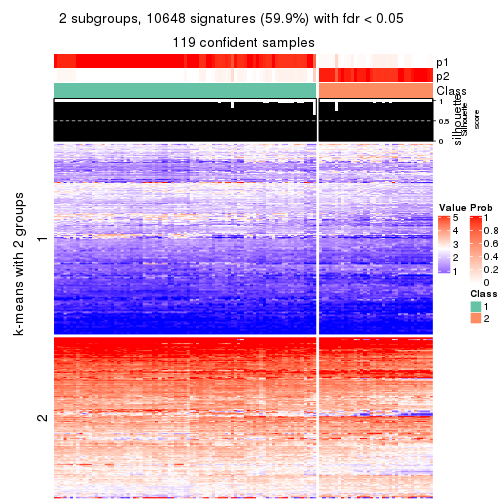 2 subgroups, 10648 signatures (59.9%) with fdr < 0.05
119 confident samples
p1
p2
Class
1
0.5
0
silhouette
Silhouette
score
k-means with 2 groups
1
2
Value
5
4
3
2
1
Prob
1
0.8
0.6
0.4
0.2
0
Class
1
2